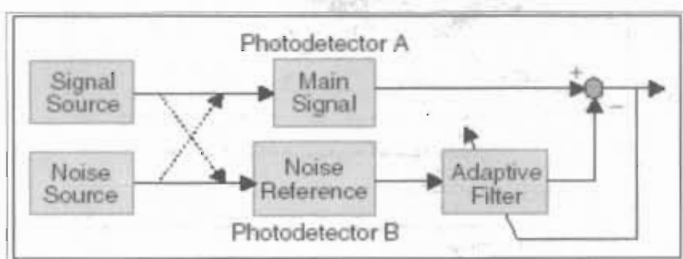 Photodetector A
Signal
Source
Main
Signal
+
−
Noise
Source
Noise
Reference
Adaptive
Filter
Photodetector B